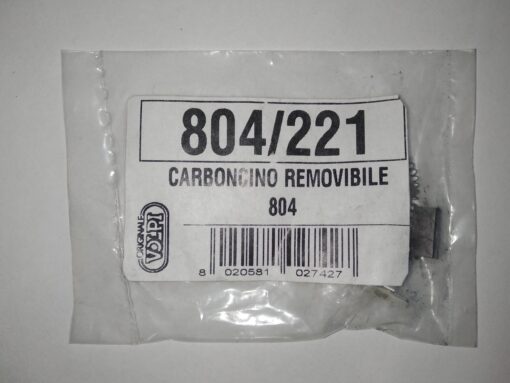 804/221
CARBONCINO REMOVIBILE
804
ORIGINALE
VOLPI
8 020581 027427